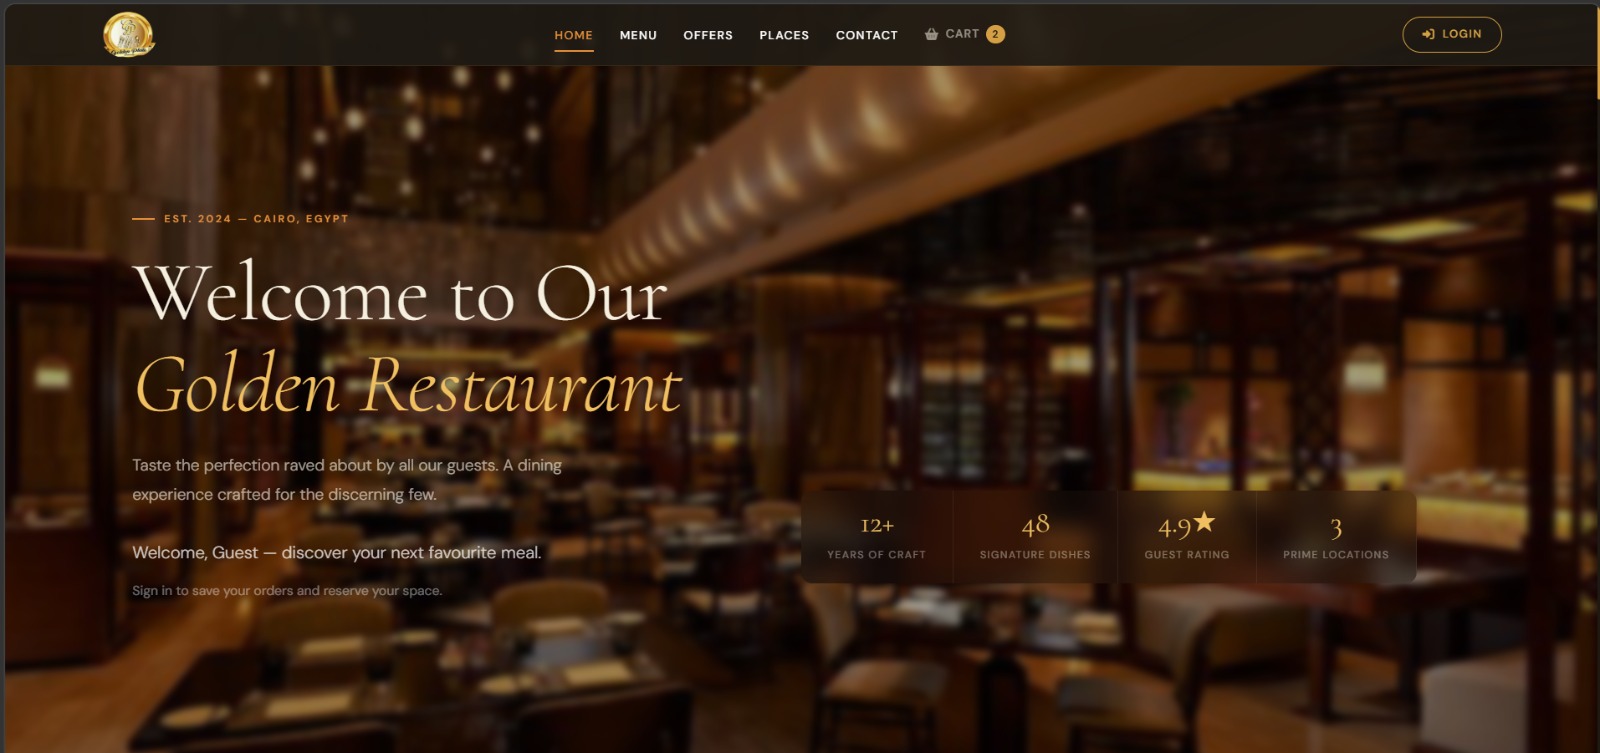 HOME MENU OFFERS PLACES CONTACT CART 2 LOGIN
EST. 2024 — CAIRO, EGYPT
Welcome to Our
Golden Restaurant
Taste the perfection raved about by all our guests. A dining
experience crafted for the discerning few.
Welcome, Guest — discover your next favourite meal.
Sign in to save your orders and reserve your space.
12+ 48 4.9★ 3
YEARS OF CRAFT SIGNATURE DISHES GUEST RATING PRIME LOCATIONS